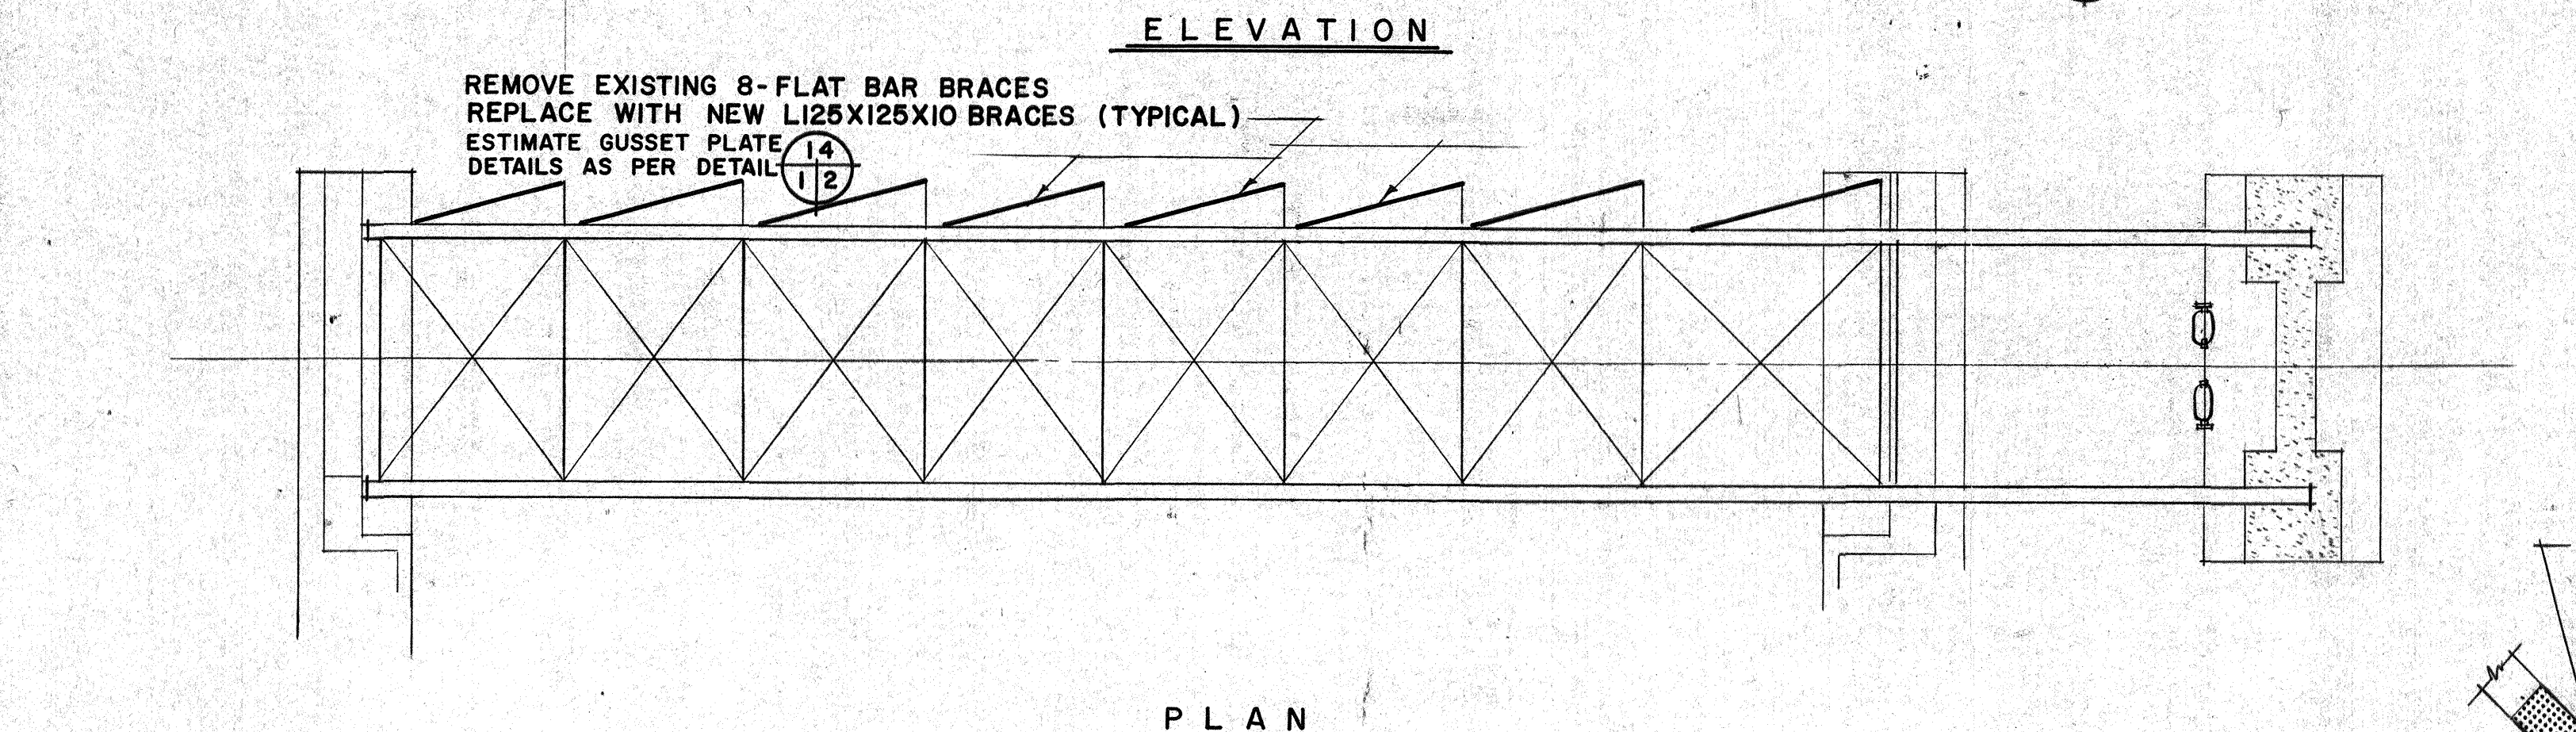 ELEVATION
REMOVE EXISTING 8-FLAT BAR BRACES
REPLACE WITH NEW L125X125X10 BRACES (TYPICAL)
ESTIMATE GUSSET PLATE
DETAILS AS PER DETAIL
14
1 2
PLAN